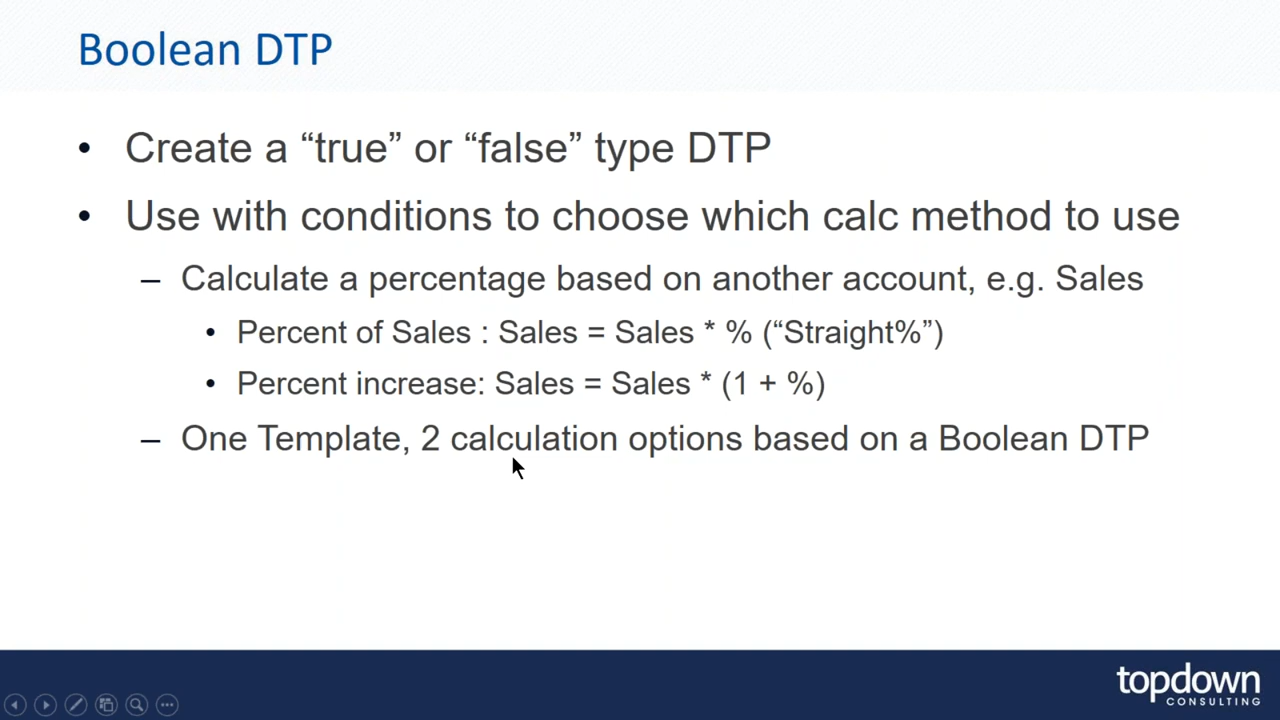 Boolean DTP
• Create a “true” or “false” type DTP
• Use with conditions to choose which calc method to use
– Calculate a percentage based on another account, e.g. Sales
• Percent of Sales : Sales = Sales * % (“Straight%”)
• Percent increase: Sales = Sales * (1 + %)
– One Template, 2 calculation options based on a Boolean DTP
topdown
CONSULTING